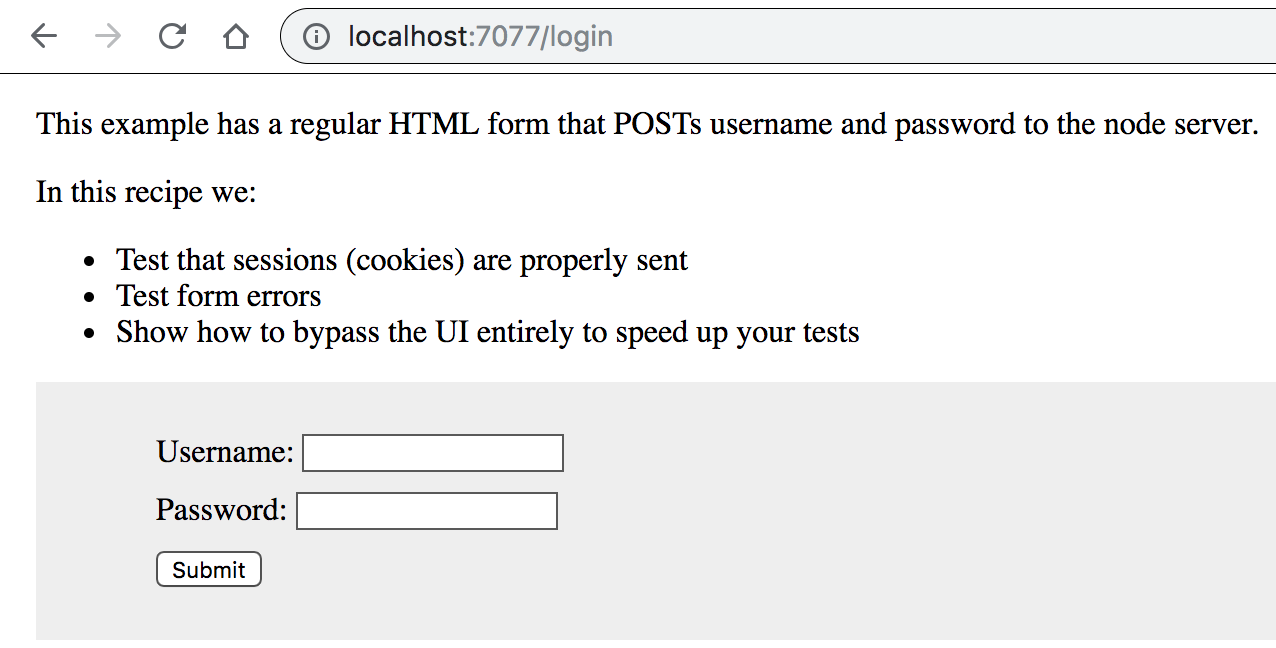 localhost:7077/login
This example has a regular HTML form that POSTs username and password to the node server.
In this recipe we:
• Test that sessions (cookies) are properly sent
• Test form errors
• Show how to bypass the UI entirely to speed up your tests
Username:
Password:
Submit